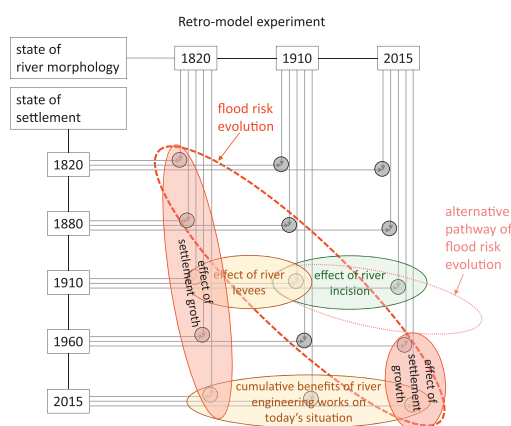 Retro-model experiment
state of
river morphology
1820
1910
2015
state of
settlement
flood risk
evolution
1820
1880
alternative
pathway of
flood risk
evolution
1910
effect of
settlement groth
effect of river
levees
effect of river
incision
1960
effect of
settlement
growth
2015
cumulative benefits of river
engineering works on
today's situation